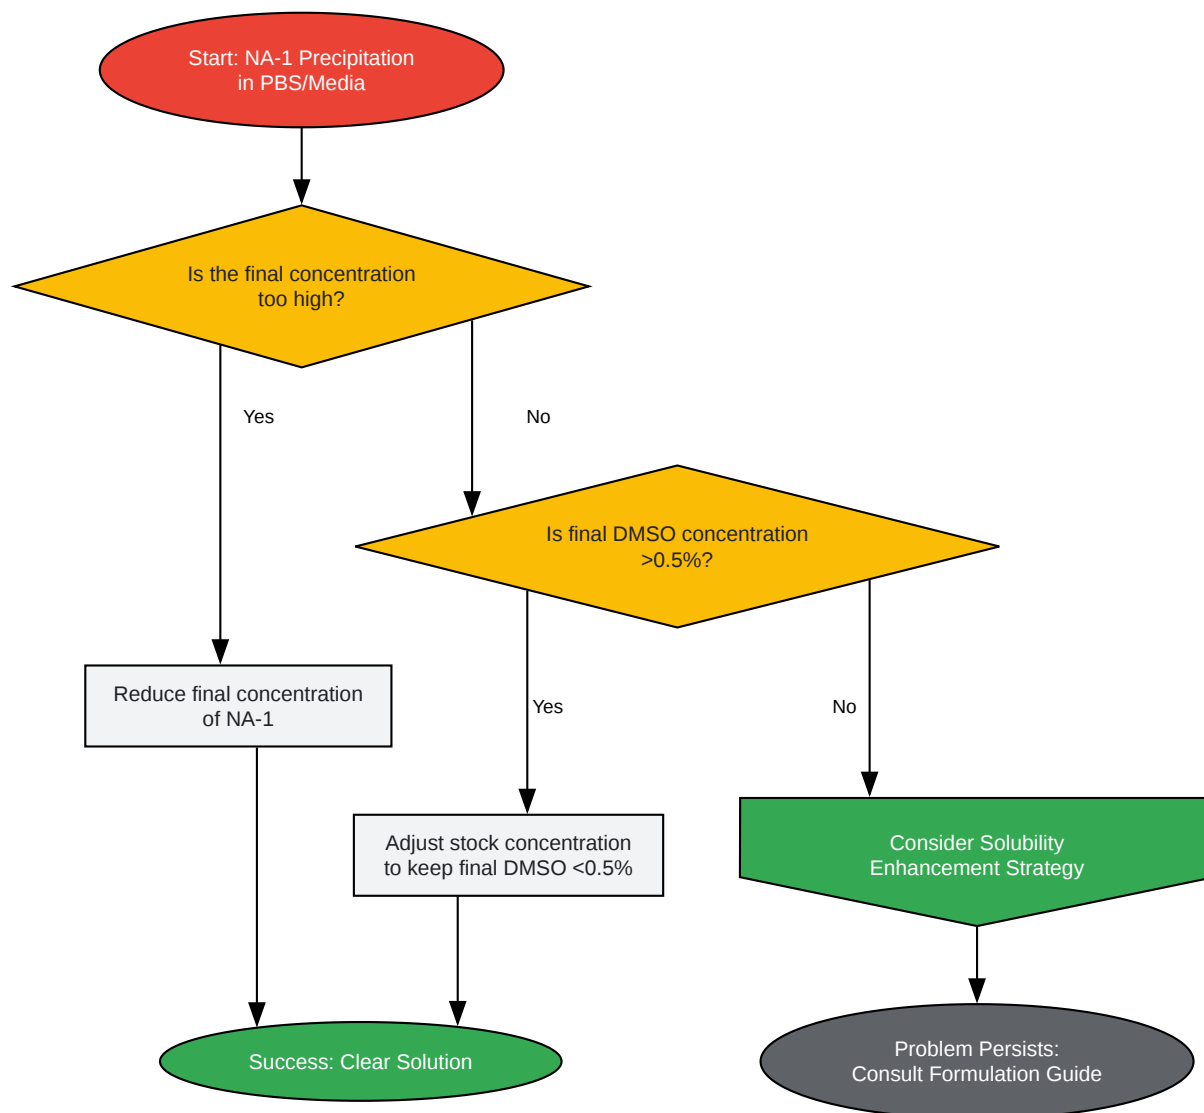 Start: NA-1 Precipitation
in PBS/Media
Is the final concentration
too high?
Yes
No
Is final DMSO concentration
>0.5%?
Reduce final concentration
of NA-1
Yes
No
Adjust stock concentration
to keep final DMSO <0.5%
Consider Solubility
Enhancement Strategy
Success: Clear Solution
Problem Persists:
Consult Formulation Guide